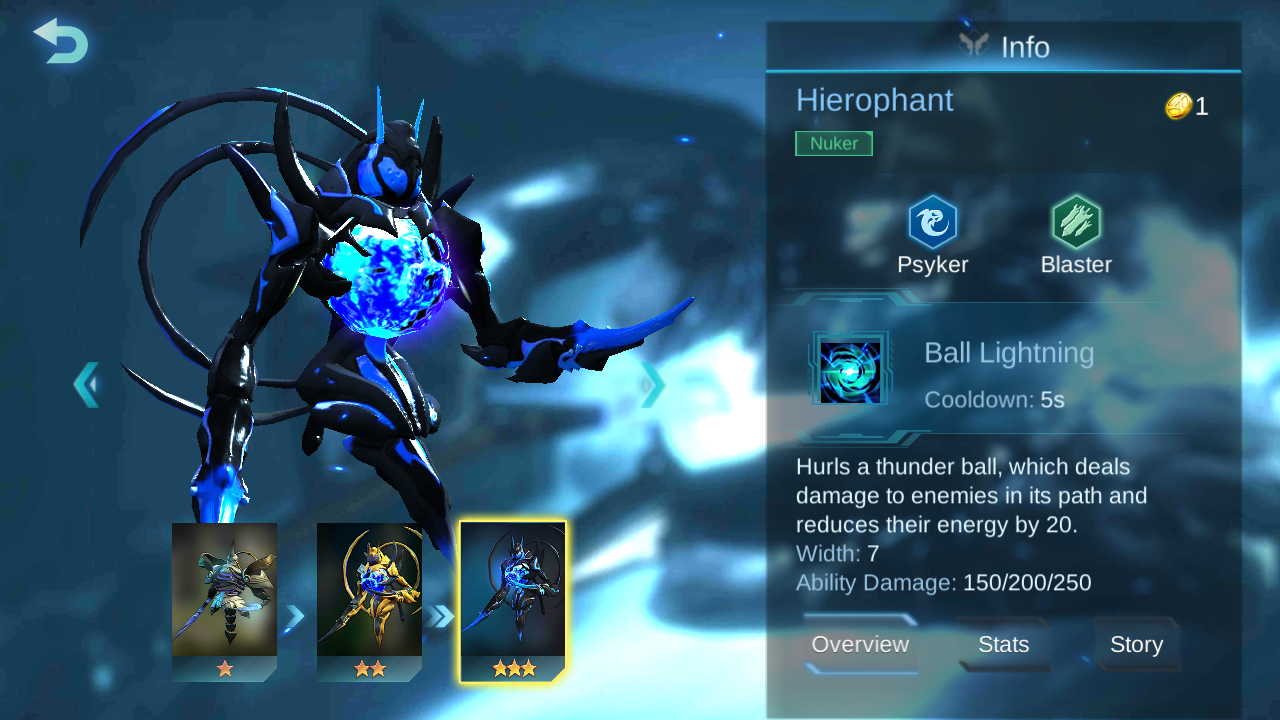 Info
Hierophant
1
Nuker
Psyker
Blaster
Ball Lightning
Cooldown: 5s
Hurls a thunder ball, which deals
damage to enemies in its path and
reduces their energy by 20.
Width: 7
Ability Damage: 150/200/250
Overview
Stats
Story